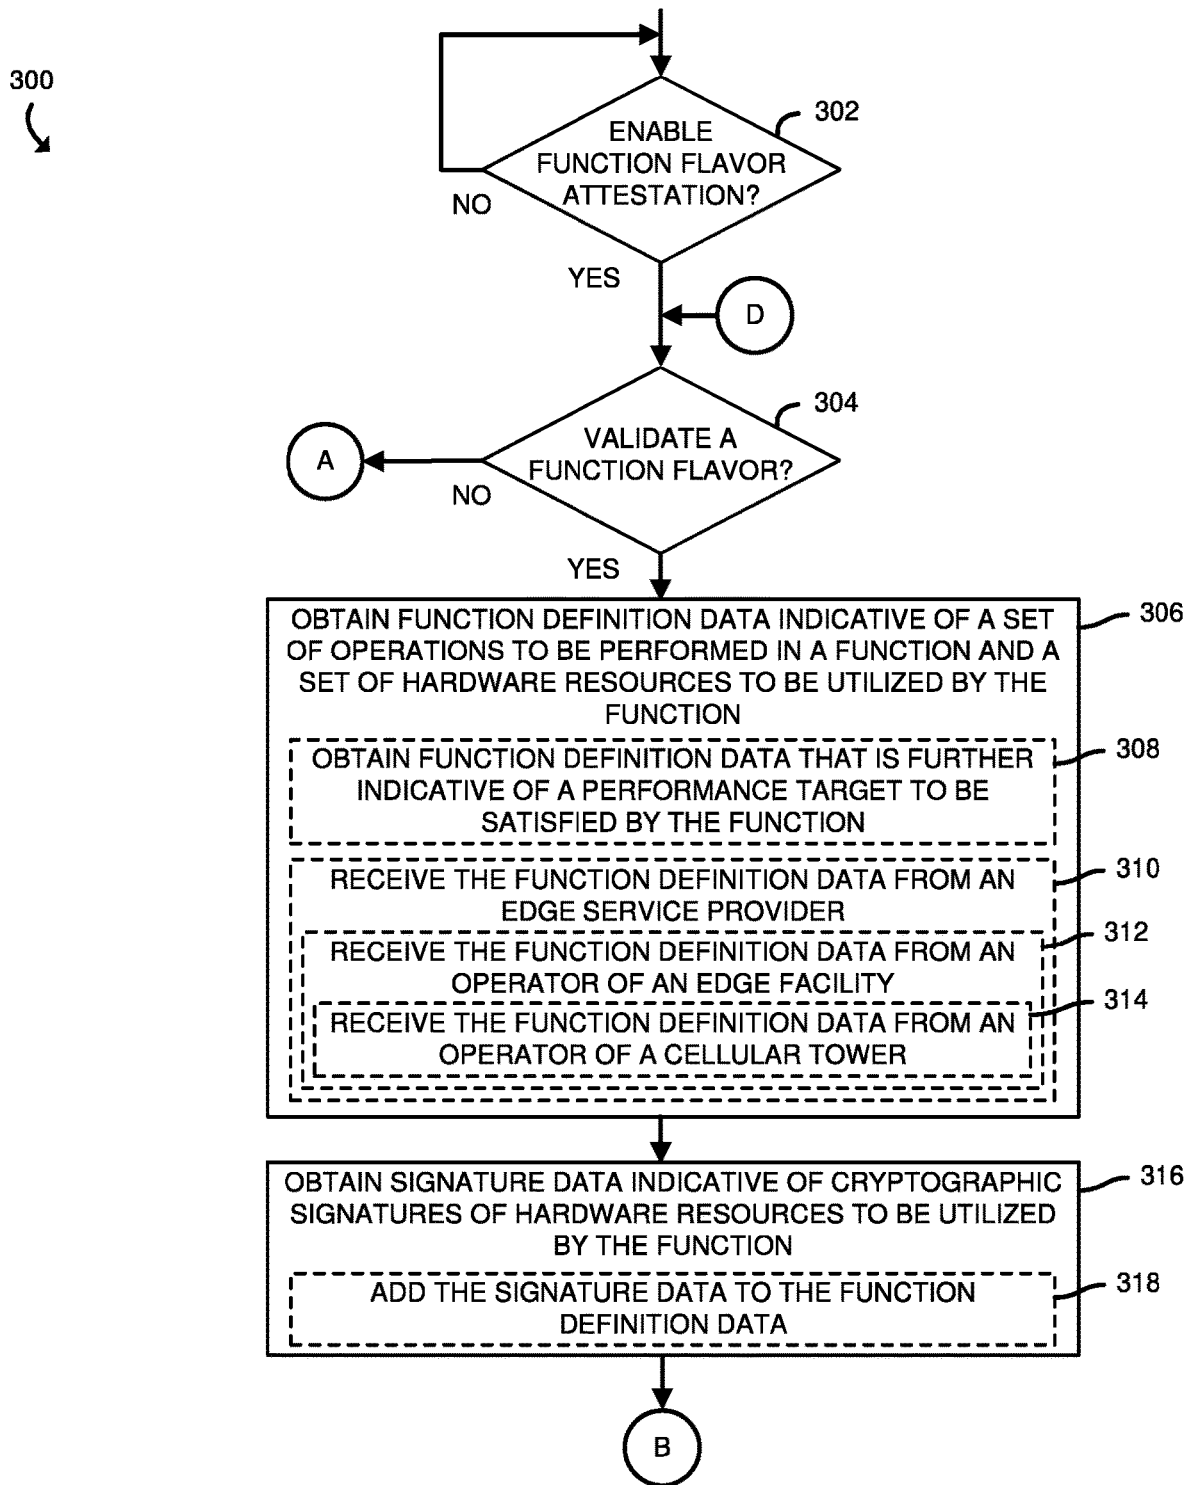 300
302
ENABLE
FUNCTION FLAVOR
ATTESTATION?
NO
YES
D
304
VALIDATE A
FUNCTION FLAVOR?
A
NO
YES
306
OBTAIN FUNCTION DEFINITION DATA INDICATIVE OF A SET
OF OPERATIONS TO BE PERFORMED IN A FUNCTION AND A
SET OF HARDWARE RESOURCES TO BE UTILIZED BY THE
FUNCTION
308
OBTAIN FUNCTION DEFINITION DATA THAT IS FURTHER
INDICATIVE OF A PERFORMANCE TARGET TO BE
SATISFIED BY THE FUNCTION
310
RECEIVE THE FUNCTION DEFINITION DATA FROM AN
EDGE SERVICE PROVIDER
312
RECEIVE THE FUNCTION DEFINITION DATA FROM AN
OPERATOR OF AN EDGE FACILITY
314
RECEIVE THE FUNCTION DEFINITION DATA FROM AN
OPERATOR OF A CELLULAR TOWER
316
OBTAIN SIGNATURE DATA INDICATIVE OF CRYPTOGRAPHIC
SIGNATURES OF HARDWARE RESOURCES TO BE UTILIZED
BY THE FUNCTION
318
ADD THE SIGNATURE DATA TO THE FUNCTION
DEFINITION DATA
B